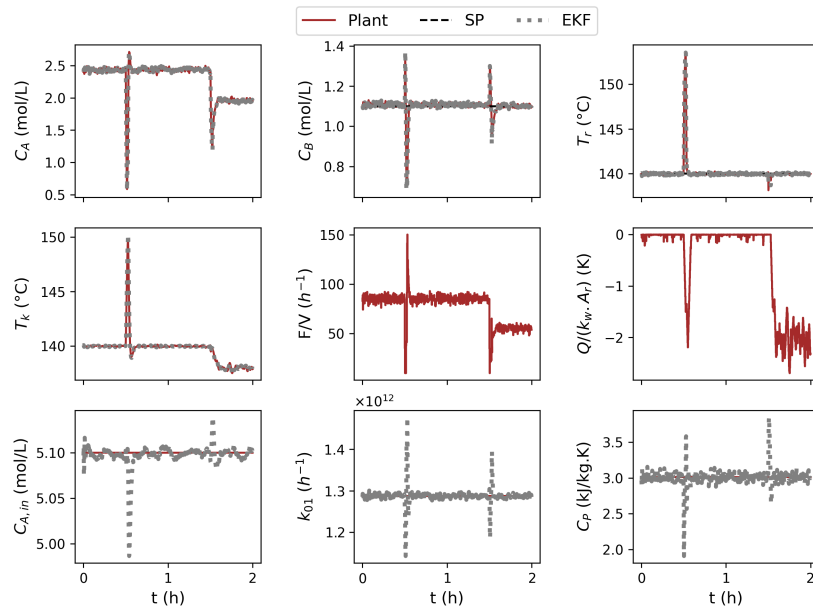 Plant SP EKF
C_A (mol/L)
2.5
2.0
1.5
1.0
0.5
C_B (mol/L)
1.4
1.2
1.0
0.8
T_r (°C)
150
145
140
T_k (°C)
150
145
140
F/V (h⁻¹)
150
100
50
Q/(k_w. A_r) (K)
0
−1
−2
C_{A,in} (mol/L)
5.10
5.05
5.00
0 1 2
t (h)
×10¹²
k₀₁ (h⁻¹)
1.4
1.3
1.2
0 1 2
t (h)
C_P (kJ/kg.K)
3.5
3.0
2.5
2.0
0 1 2
t (h)